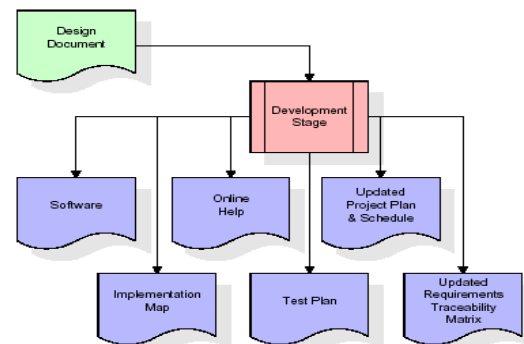 Design
Document
Development
Stage
Software
Online
Help
Updated
Project Plan
& Schedule
Implementation
Map
Test Plan
Updated
Requirements
Traceability
Matrix